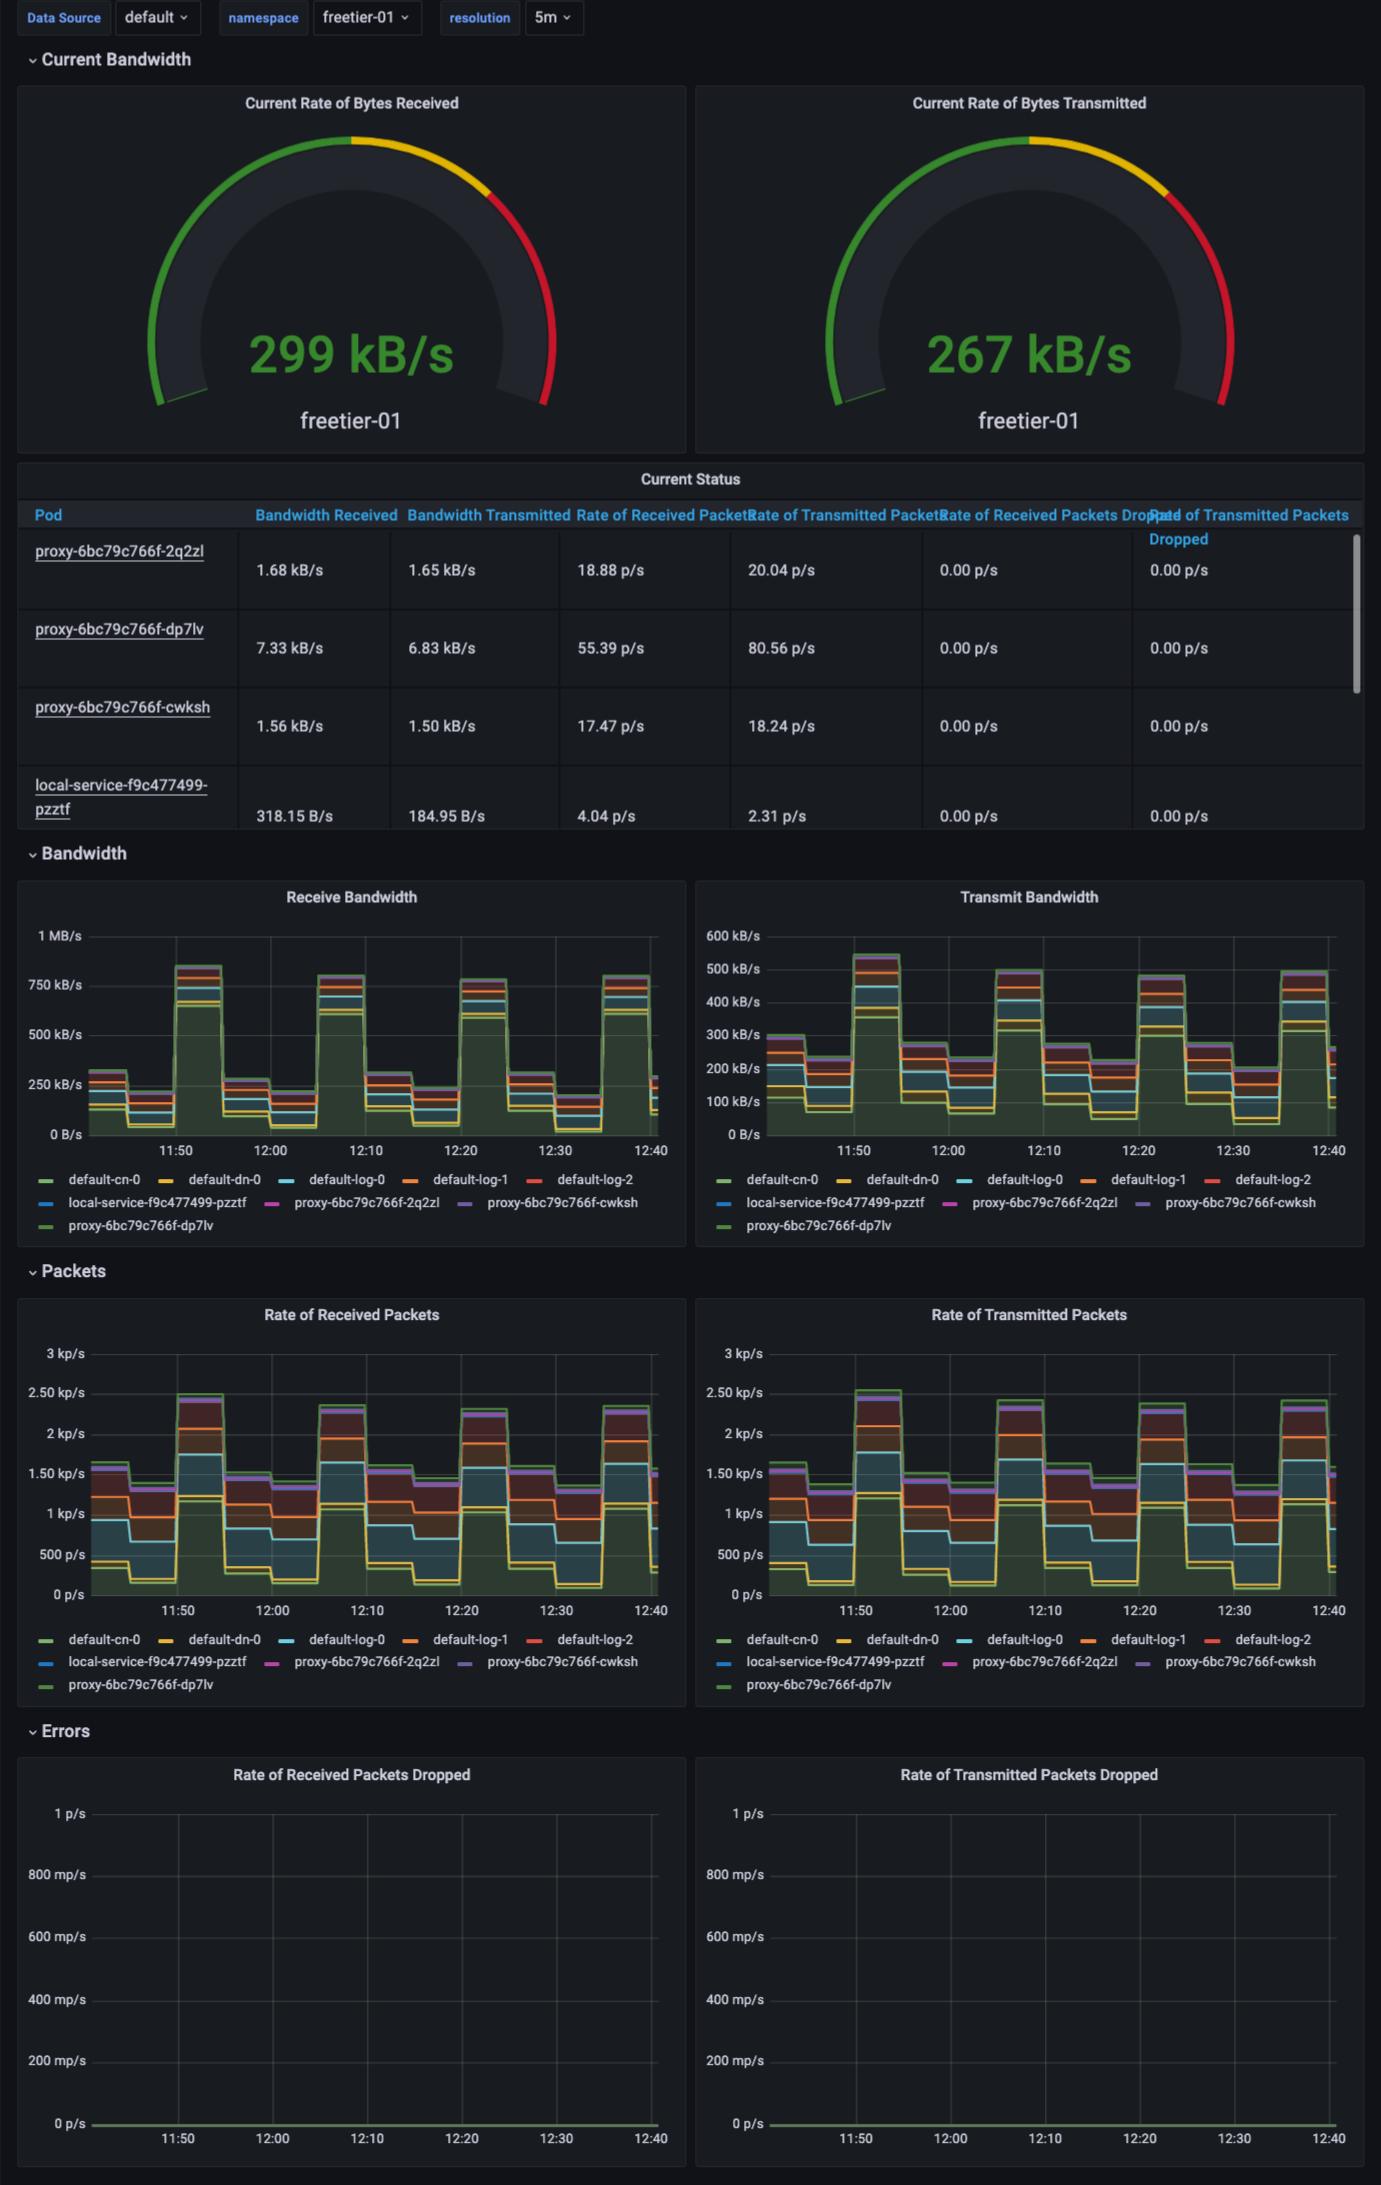 Data Source default namespace freetier-01 resolution 5m
Current Bandwidth
Current Rate of Bytes Received
299 kB/s
freetier-01
Current Rate of Bytes Transmitted
267 kB/s
freetier-01
Current Status
Pod Bandwidth Received Bandwidth Transmitted Rate of Received Packets Rate of Transmitted Packets Rate of Received Packets Dropped Rate of Transmitted Packets
Dropped
proxy-6bc79c766f-2q2zl 1.68 kB/s 1.65 kB/s 18.88 p/s 20.04 p/s 0.00 p/s 0.00 p/s
proxy-6bc79c766f-dp7lv 7.33 kB/s 6.83 kB/s 55.39 p/s 80.56 p/s 0.00 p/s 0.00 p/s
proxy-6bc79c766f-cwksh 1.56 kB/s 1.50 kB/s 17.47 p/s 18.24 p/s 0.00 p/s 0.00 p/s
local-service-f9c477499-
pzztf 318.15 B/s 184.95 B/s 4.04 p/s 2.31 p/s 0.00 p/s 0.00 p/s
Bandwidth
Receive Bandwidth
1 MB/s
750 kB/s
500 kB/s
250 kB/s
0 B/s
11:50 12:00 12:10 12:20 12:30 12:40
default-cn-0 default-dn-0 default-log-0 default-log-1 default-log-2
local-service-f9c477499-pzztf proxy-6bc79c766f-2q2zl proxy-6bc79c766f-cwksh
proxy-6bc79c766f-dp7lv
Transmit Bandwidth
600 kB/s
500 kB/s
400 kB/s
300 kB/s
200 kB/s
100 kB/s
0 B/s
11:50 12:00 12:10 12:20 12:30 12:40
default-cn-0 default-dn-0 default-log-0 default-log-1 default-log-2
local-service-f9c477499-pzztf proxy-6bc79c766f-2q2zl proxy-6bc79c766f-cwksh
proxy-6bc79c766f-dp7lv
Packets
Rate of Received Packets
3 kp/s
2.50 kp/s
2 kp/s
1.50 kp/s
1 kp/s
500 p/s
0 p/s
11:50 12:00 12:10 12:20 12:30 12:40
default-cn-0 default-dn-0 default-log-0 default-log-1 default-log-2
local-service-f9c477499-pzztf proxy-6bc79c766f-2q2zl proxy-6bc79c766f-cwksh
proxy-6bc79c766f-dp7lv
Rate of Transmitted Packets
3 kp/s
2.50 kp/s
2 kp/s
1.50 kp/s
1 kp/s
500 p/s
0 p/s
11:50 12:00 12:10 12:20 12:30 12:40
default-cn-0 default-dn-0 default-log-0 default-log-1 default-log-2
local-service-f9c477499-pzztf proxy-6bc79c766f-2q2zl proxy-6bc79c766f-cwksh
proxy-6bc79c766f-dp7lv
Errors
Rate of Received Packets Dropped
1 p/s
800 mp/s
600 mp/s
400 mp/s
200 mp/s
0 p/s
11:50 12:00 12:10 12:20 12:30 12:40
Rate of Transmitted Packets Dropped
1 p/s
800 mp/s
600 mp/s
400 mp/s
200 mp/s
0 p/s
11:50 12:00 12:10 12:20 12:30 12:40